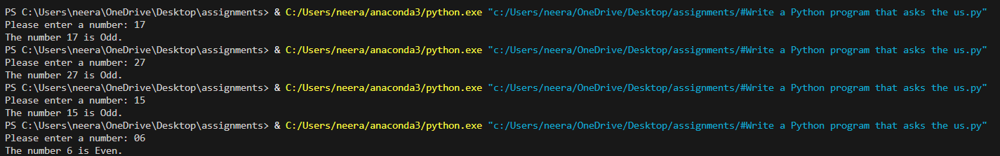 PS C:\Users\neera\OneDrive\Desktop\assignments> & C:/Users/neera/anaconda3/python.exe "c:/Users/neera/OneDrive/Desktop/assignments/#Write a Python program that asks the us.py"
Please enter a number: 17
The number 17 is Odd.
PS C:\Users\neera\OneDrive\Desktop\assignments> & C:/Users/neera/anaconda3/python.exe "c:/Users/neera/OneDrive/Desktop/assignments/#Write a Python program that asks the us.py"
Please enter a number: 27
The number 27 is Odd.
PS C:\Users\neera\OneDrive\Desktop\assignments> & C:/Users/neera/anaconda3/python.exe "c:/Users/neera/OneDrive/Desktop/assignments/#Write a Python program that asks the us.py"
Please enter a number: 15
The number 15 is Odd.
PS C:\Users\neera\OneDrive\Desktop\assignments> & C:/Users/neera/anaconda3/python.exe "c:/Users/neera/OneDrive/Desktop/assignments/#Write a Python program that asks the us.py"
Please enter a number: 06
The number 6 is Even.